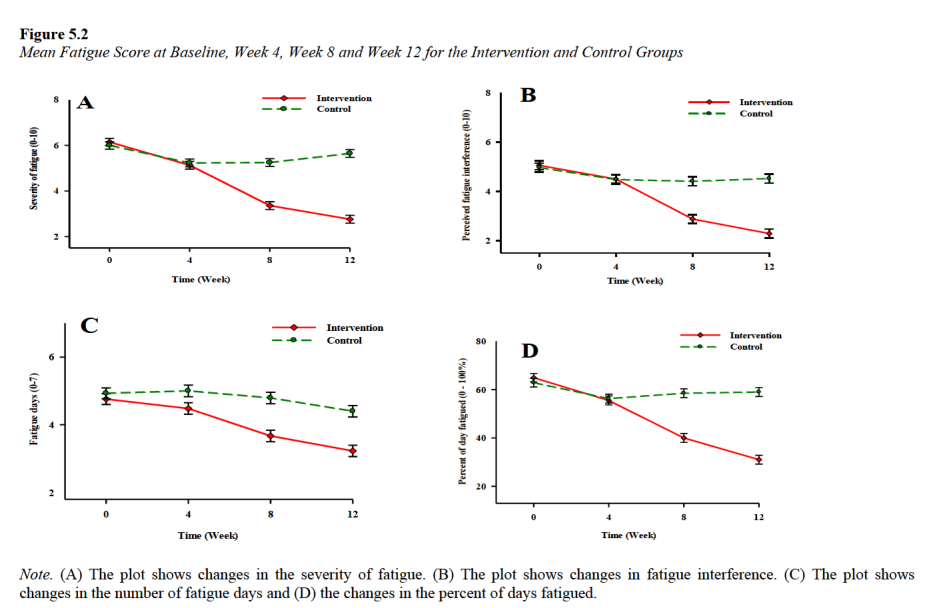 Figure 5.2
Mean Fatigue Score at Baseline, Week 4, Week 8 and Week 12 for the Intervention and Control Groups
A
Intervention
Control
Severity of fatigue (0-10)
8
6
4
2
0 4 8 12
Time (Week)
B
Intervention
Control
Perceived fatigue interference (0-10)
8
6
4
2
0 4 8 12
Time (Week)
C
Intervention
Control
Fatigue days (0-7)
6
4
2
0 4 8 12
Time (Week)
D
Intervention
Control
Percent of day fatigued (0 - 100%)
80
60
40
20
0 4 8 12
Time (Week)
Note. (A) The plot shows changes in the severity of fatigue. (B) The plot shows changes in fatigue interference. (C) The plot shows
changes in the number of fatigue days and (D) the changes in the percent of days fatigued.